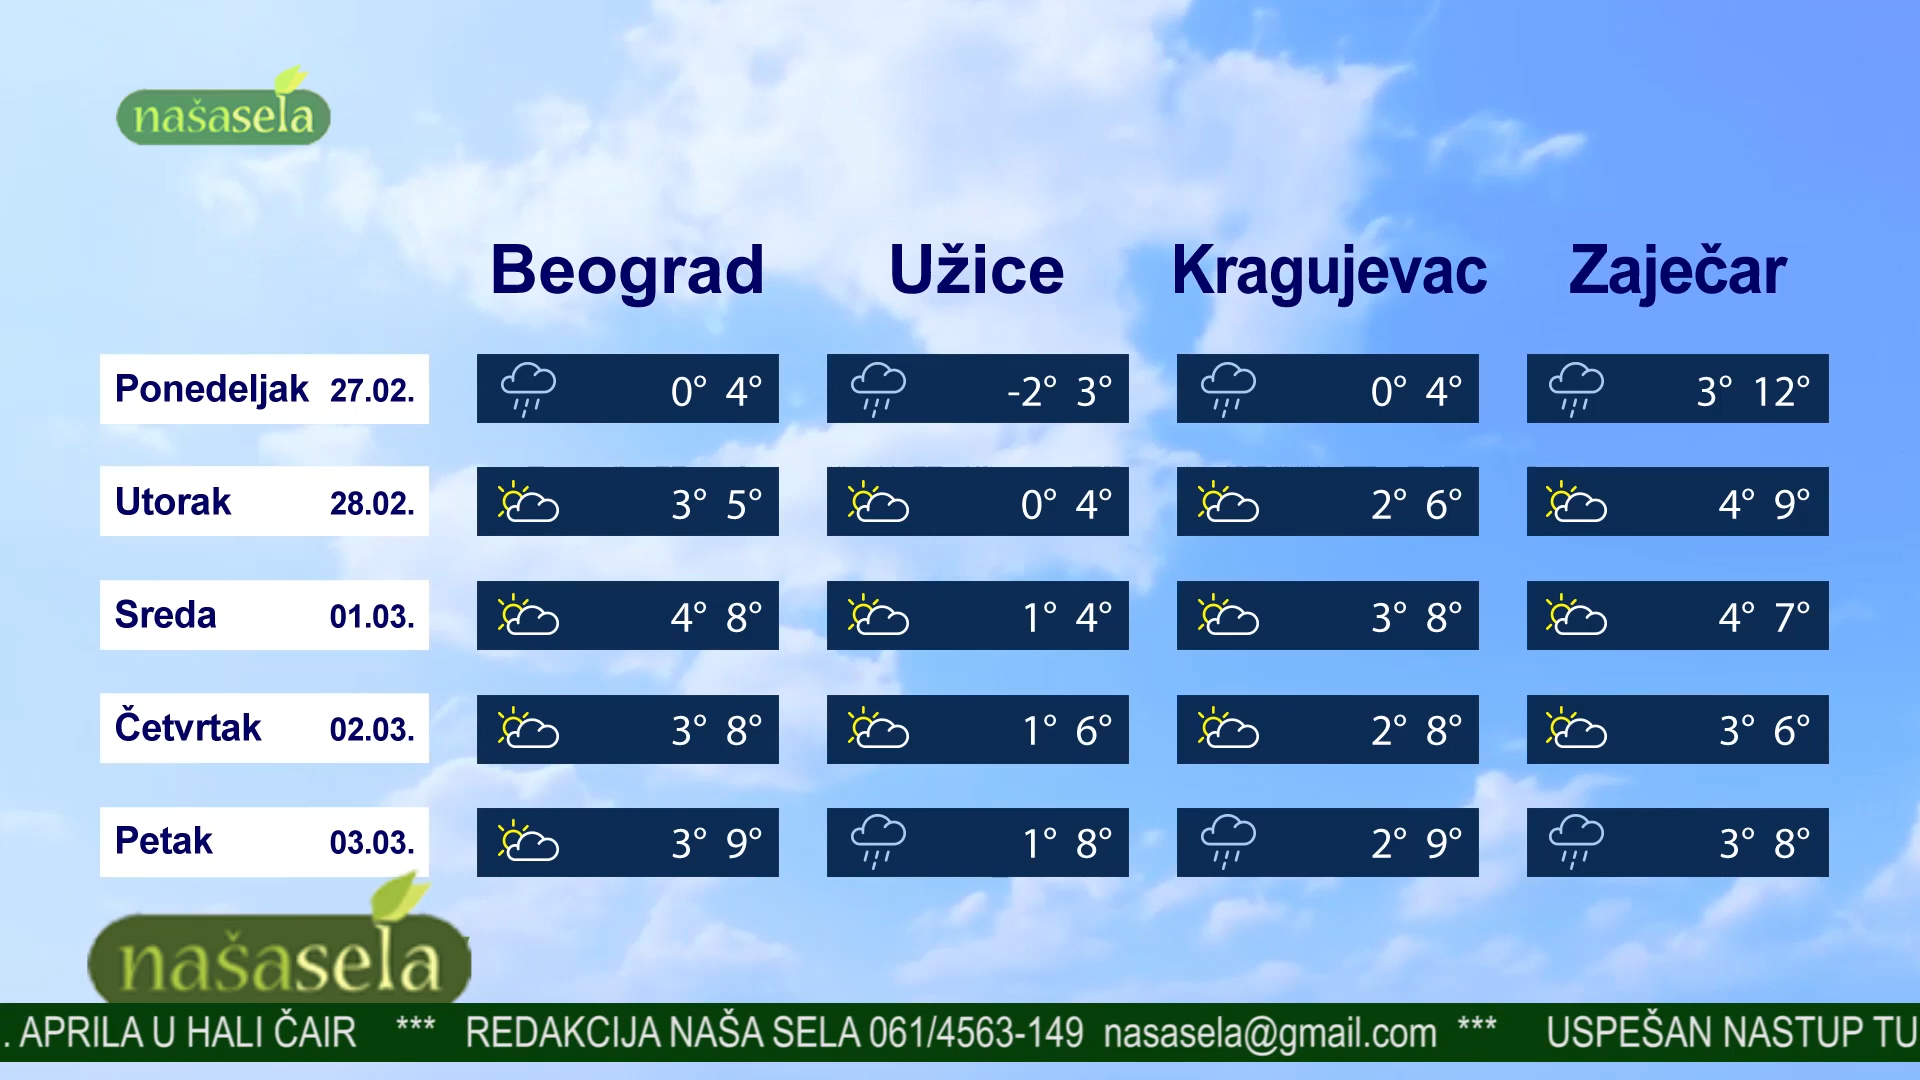 našasela
Beograd Užice Kragujevac Zaječar
Ponedeljak 27.02. 0° 4° -2° 3° 0° 4° 3° 12°
Utorak 28.02. 3° 5° 0° 4° 2° 6° 4° 9°
Sreda 01.03. 4° 8° 1° 4° 3° 8° 4° 7°
Četvrtak 02.03. 3° 8° 1° 6° 2° 8° 3° 6°
Petak 03.03. 3° 9° 1° 8° 2° 9° 3° 8°
našasela
. APRILA U HALI ČAIR *** REDAKCIJA NAŠA SELA 061/4563-149 nasasela@gmail.com *** USPEŠAN NASTUP TU